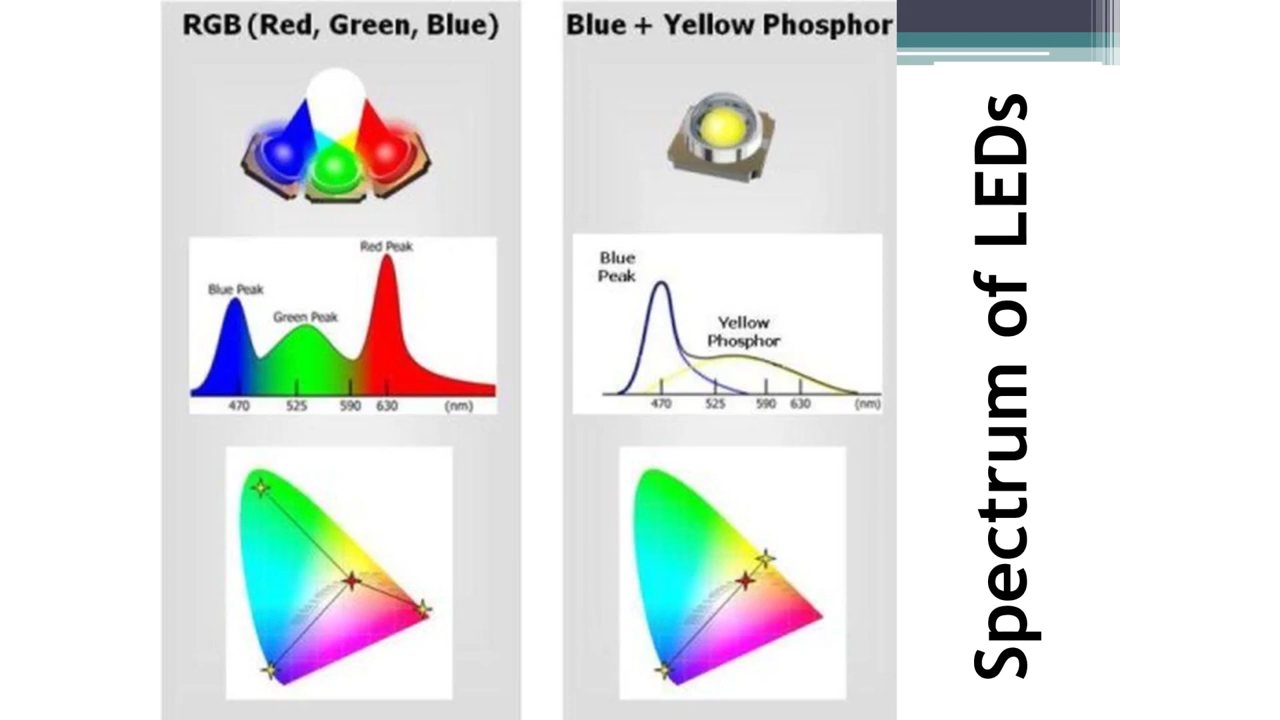 RGB (Red, Green, Blue)
Red Peak
Blue Peak
Green Peak
470 525 590 630 (nm)
Blue + Yellow Phosphor
Blue
Peak
Yellow
Phosphor
470 525 590 630 (nm)
Spectrum of LEDs